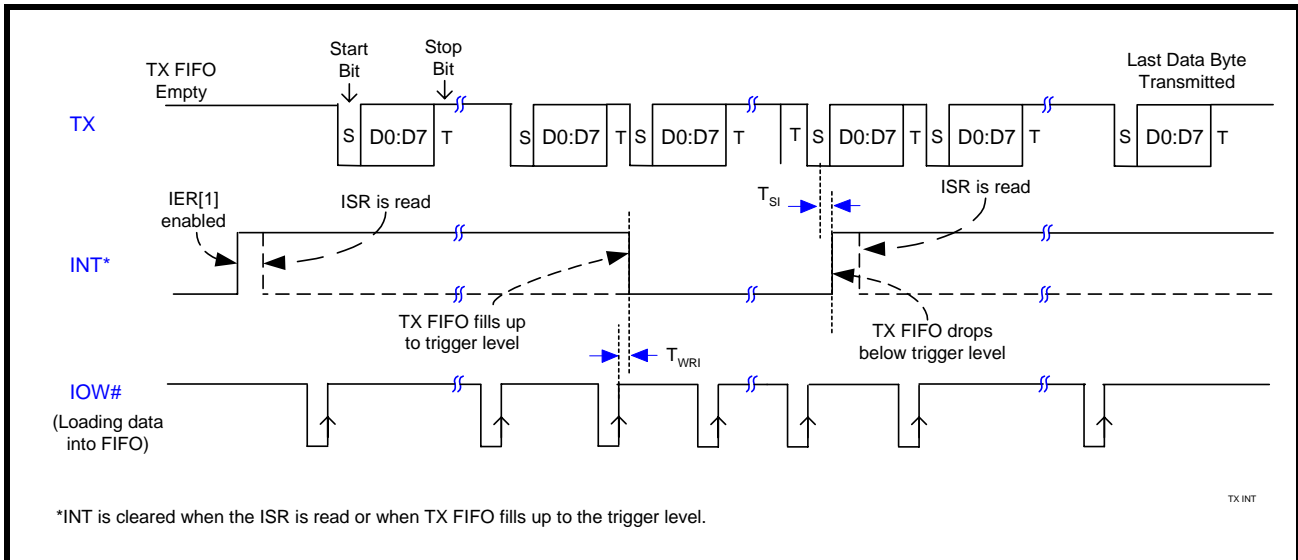 TX FIFO
Empty
Start
Bit
Stop
Bit
Last Data Byte
Transmitted
TX
S D0:D7 T S D0:D7 T S D0:D7 T T S D0:D7 T S D0:D7 T S D0:D7 T
IER[1]
enabled
ISR is read
TSI
ISR is read
INT*
TX FIFO fills up
to trigger level
TX FIFO drops
below trigger level
TWRI
IOW#
(Loading data
into FIFO)
TX INT
*INT is cleared when the ISR is read or when TX FIFO fills up to the trigger level.